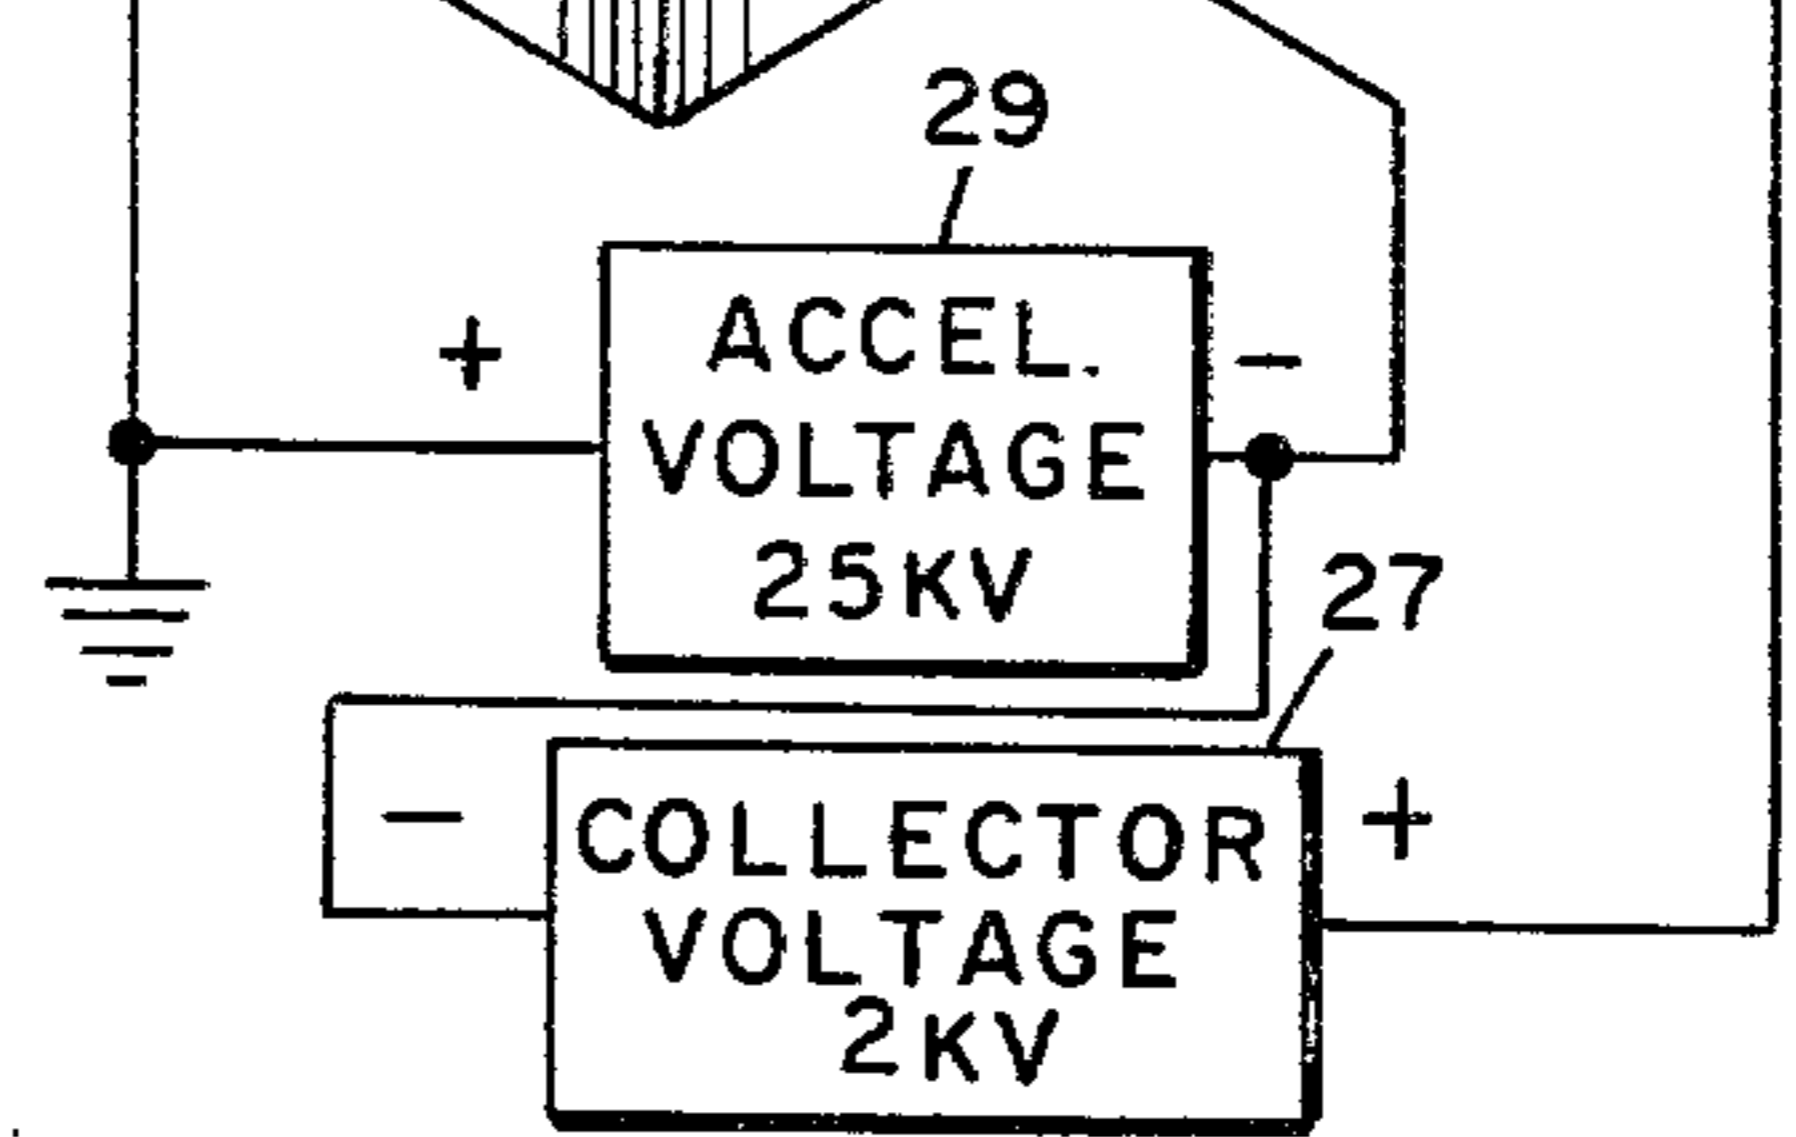 29
+
ACCEL.
VOLTAGE
25KV
−
27
−
COLLECTOR
VOLTAGE
2KV
+